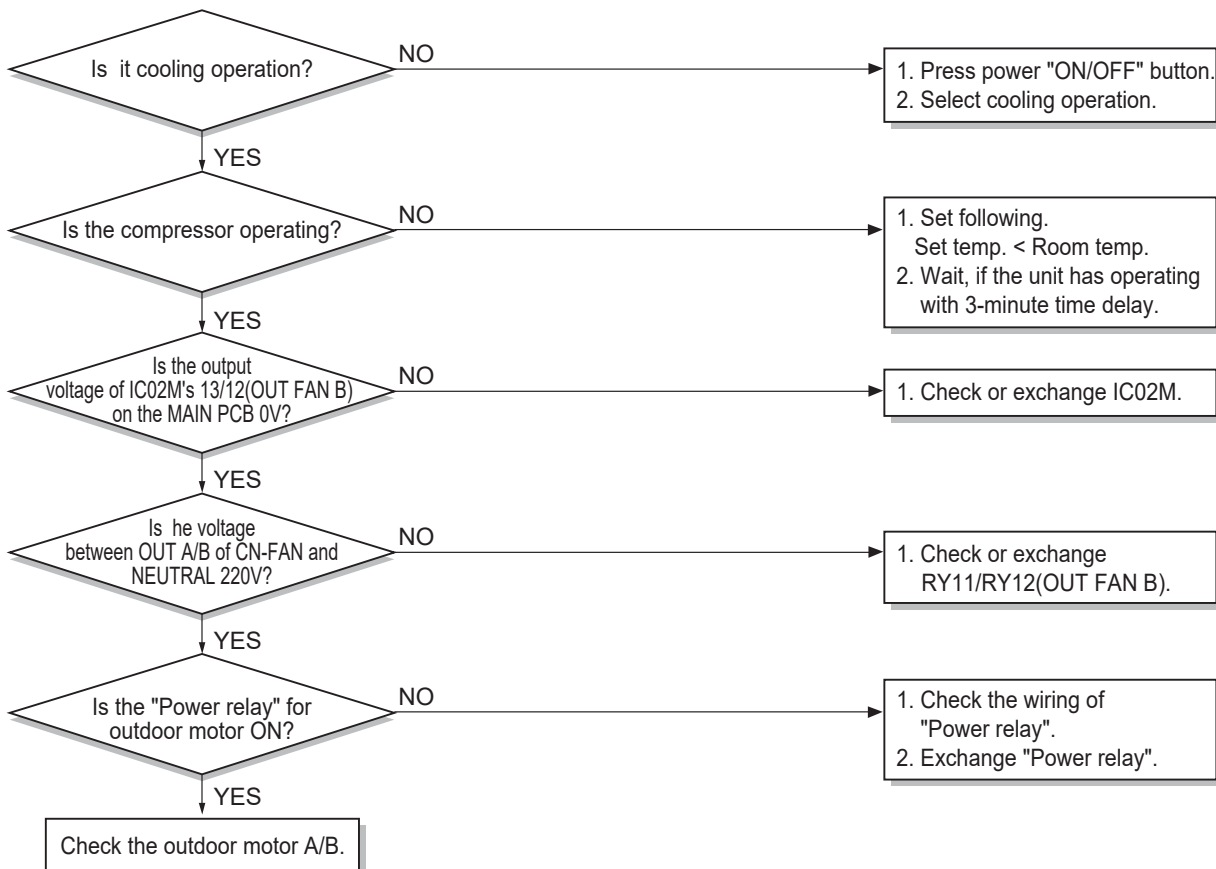 Is it cooling operation?
NO
1. Press power "ON/OFF" button.
2. Select cooling operation.
YES
Is the compressor operating?
NO
1. Set following.
Set temp. < Room temp.
2. Wait, if the unit has operating
with 3-minute time delay.
YES
Is the output
voltage of IC02M's 13/12(OUT FAN B)
on the MAIN PCB 0V?
NO
1. Check or exchange IC02M.
YES
Is he voltage
between OUT A/B of CN-FAN and
NEUTRAL 220V?
NO
1. Check or exchange
RY11/RY12(OUT FAN B).
YES
Is the "Power relay" for
outdoor motor ON?
NO
1. Check the wiring of
"Power relay".
2. Exchange "Power relay".
YES
Check the outdoor motor A/B.